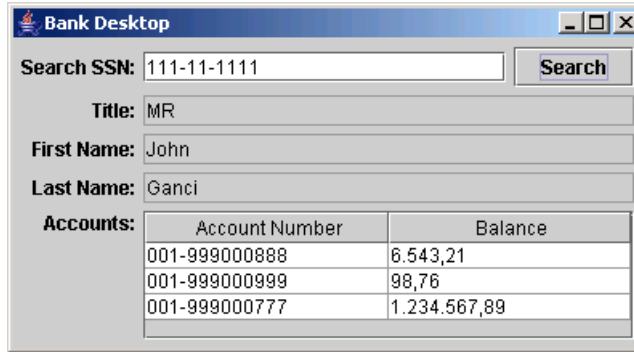 Bank Desktop
Search SSN: 111-11-1111 Search
Title: MR
First Name: John
Last Name: Ganci
Accounts: Account Number Balance
001-999000888 6.543,21
001-999000999 98,76
001-999000777 1.234.567,89